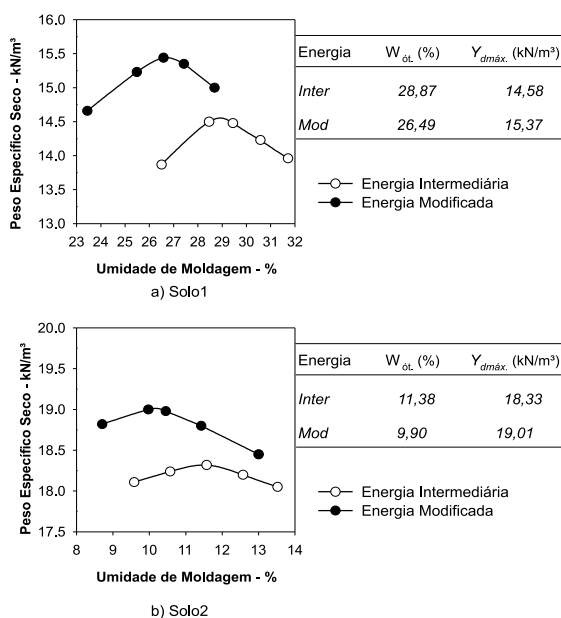 Peso Específico Seco - kN/m³
16.0
15.5
15.0
14.5
14.0
13.5
13.0
23 24 25 26 27 28 29 30 31 32
Umidade de Moldagem - %
a) Solo1
Energia W ót. (%) Ydmáx. (kN/m³)
Inter 28,87 14,58
Mod 26,49 15,37
Energia Intermediária
Energia Modificada
Peso Específico Seco - kN/m³
20.0
19.5
19.0
18.5
18.0
17.5
8 9 10 11 12 13 14
Umidade de Moldagem - %
b) Solo2
Energia W ót. (%) Ydmáx. (kN/m³)
Inter 11,38 18,33
Mod 9,90 19,01
Energia Intermediária
Energia Modificada